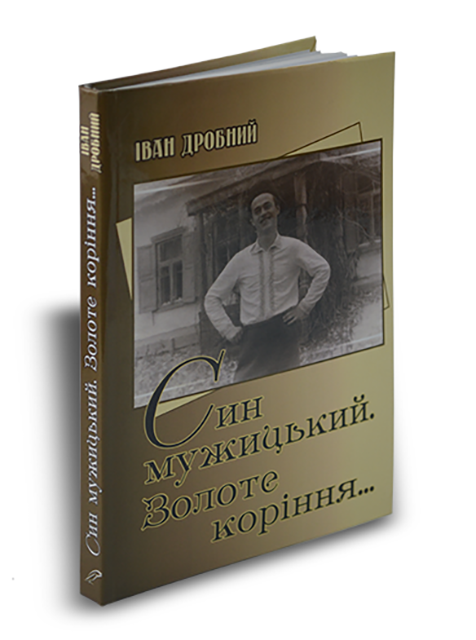 ІВАН ДРОБНИЙ
Син
мужицький.
Золоте
коріння...
ІВАН
ДРОБНИЙ
Син мужицький. Золоте коріння...